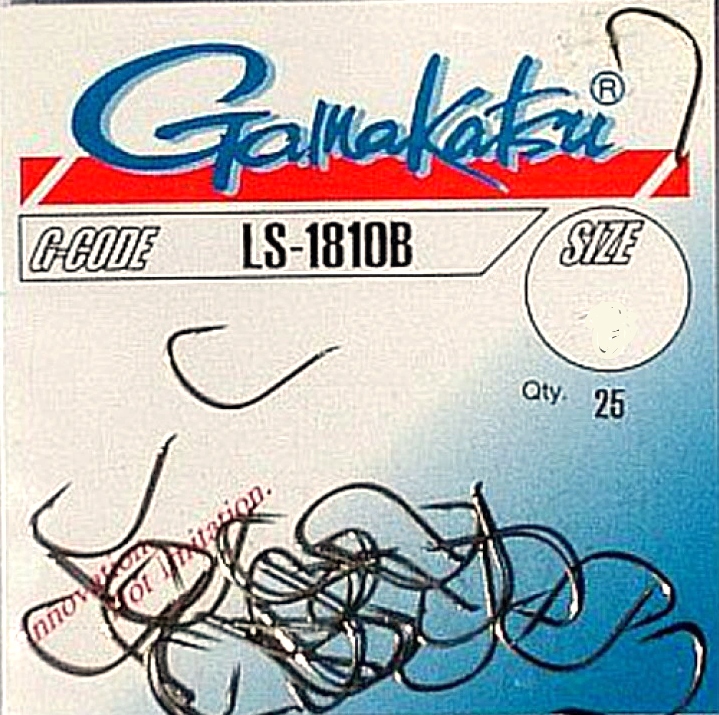 Gamakatsu®
G-CODE LS-1810B SIZE
Qty. 25
Innovation
not imitation.